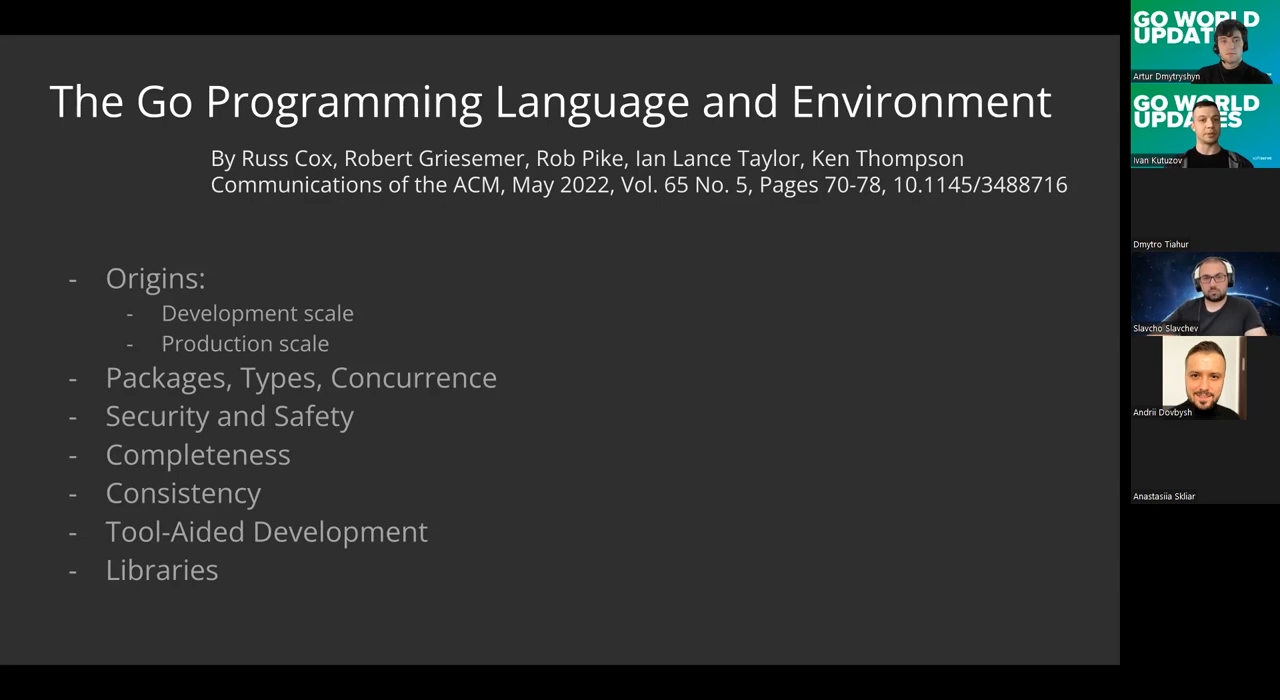 The Go Programming Language and Environment
By Russ Cox, Robert Griesemer, Rob Pike, Ian Lance Taylor, Ken Thompson
Communications of the ACM, May 2022, Vol. 65 No. 5, Pages 70-78, 10.1145/3488716
- Origins:
- Development scale
- Production scale
- Packages, Types, Concurrence
- Security and Safety
- Completeness
- Consistency
- Tool-Aided Development
- Libraries
GO WORLD
UPDAT
Artur Dmytryshyn
GO WORLD
UPDATES
Ivan Kutuzov
Dmytro Tiahur
Slavcho Slavchev
Andrii Dovbysh
Anastasiia Skliar